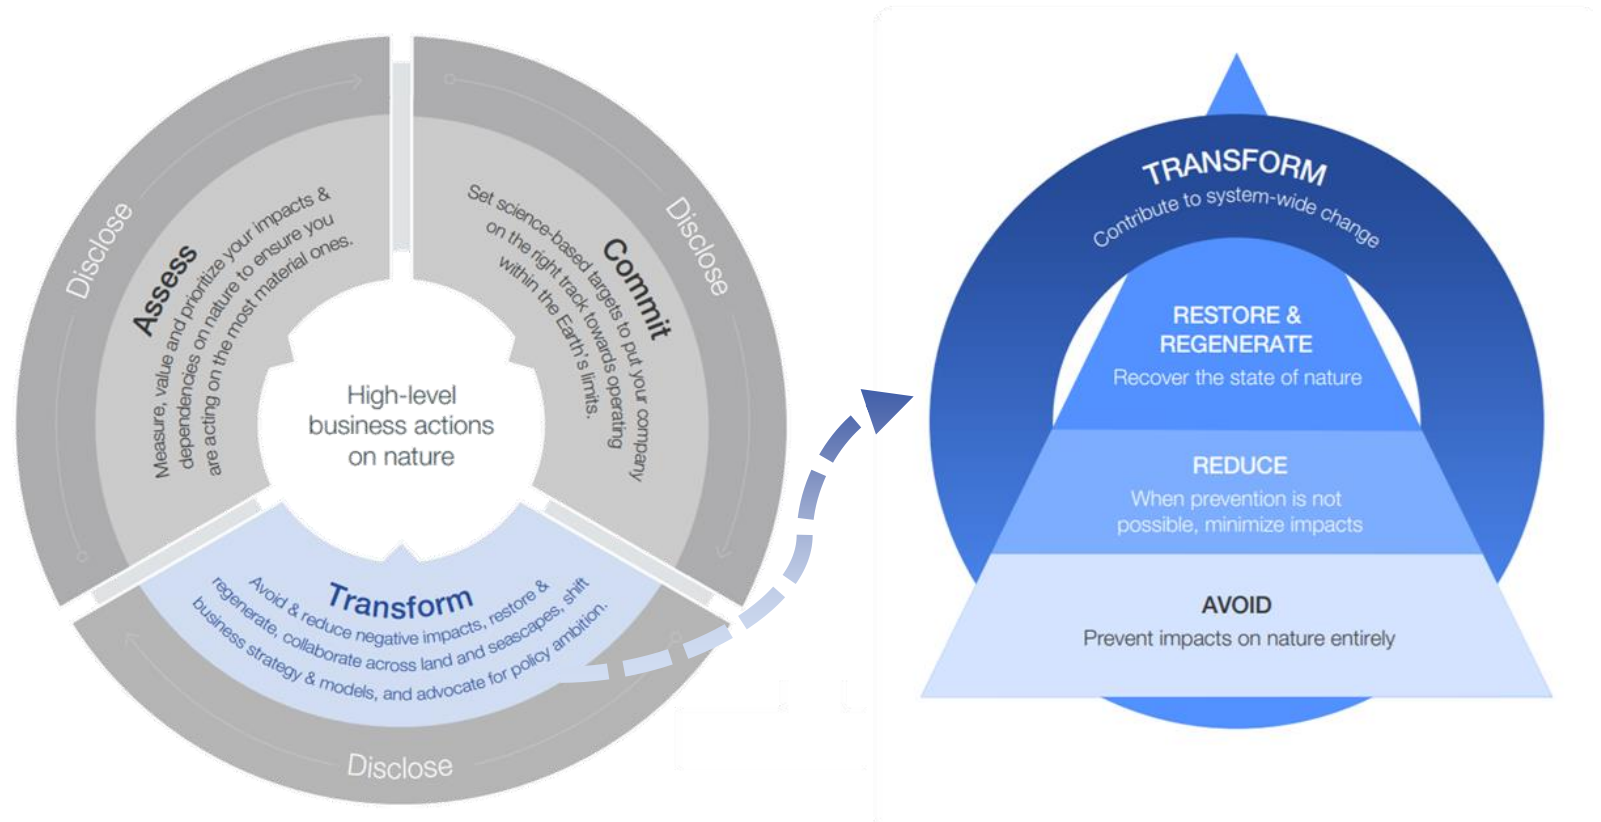 Disclose
Assess
Measure, value and prioritize your impacts &
dependencies on nature to ensure you
are acting on the most material ones.
Disclose
Commit
Set science-based targets to put your company
on the right track towards operating
within the Earth's limits.
High-level
business actions
on nature
Transform
Avoid & reduce negative impacts, restore &
regenerate, collaborate across land and seascapes, shift
business strategy & models, and advocate for policy ambition.
Disclose
TRANSFORM
Contribute to system-wide change
RESTORE &
REGENERATE
Recover the state of nature
REDUCE
When prevention is not
possible, minimize impacts
AVOID
Prevent impacts on nature entirely